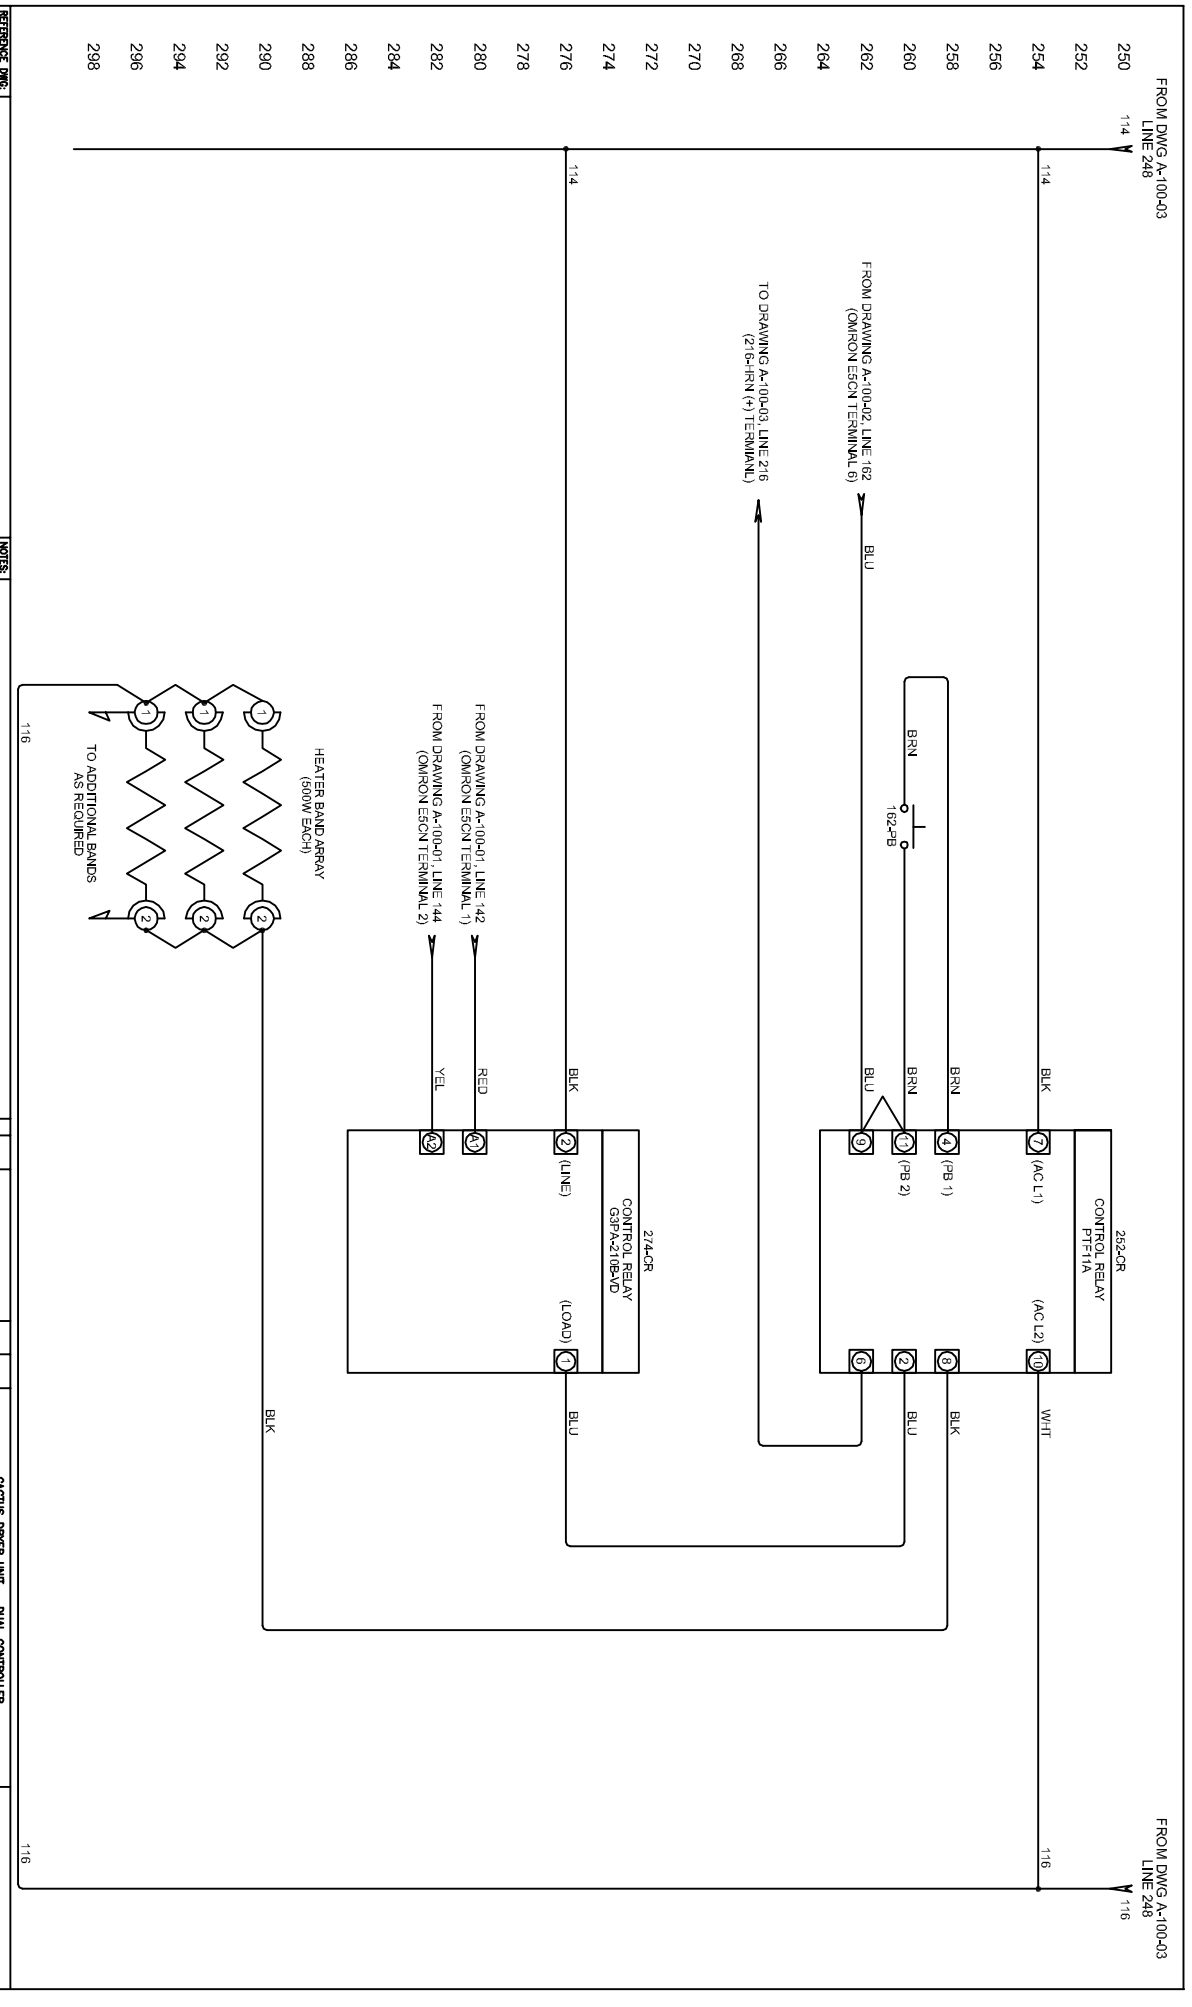 FROM DWG A-100-03
LINE 248
FROM DWG A-100-03
LINE 248
250
114
116
252
252-CR
CONTROL RELAY
PTF11A
254
114
BLK
7
(AC L1)
(AC L2)
10
WHT
116
256
258
BRN
4
(PB 1)
8
BLK
260
BRN
162-PB
BRN
11
(PB 2)
2
BLU
262
FROM DRAWING A-100-02, LINE 162
(OMRON E5CN TERMINAL 6)
BLU
BLU
9
6
264
266
TO DRAWING A-100-03, LINE 216
(216-HRN (+) TERMIANL)
268
270
272
274
274-CR
CONTROL RELAY
G3PA-210B-VD
276
114
BLK
2
(LINE)
(LOAD)
1
BLU
278
280
FROM DRAWING A-100-01, LINE 142
(OMRON E5CN TERMINAL 1)
RED
A1
282
FROM DRAWING A-100-01, LINE 144
(OMRON E5CN TERMINAL 2)
YEL
A2
284
286
288
HEATER BAND ARRAY
(500W EACH)
290
1
2
BLK
292
1
2
294
296
1
2
298
TO ADDITIONAL BANDS
AS REQUIRED
116
116
REFERENCE DWG:
NOTES:
CACTUS DRYER UNIT - DUAL CONTROLLER